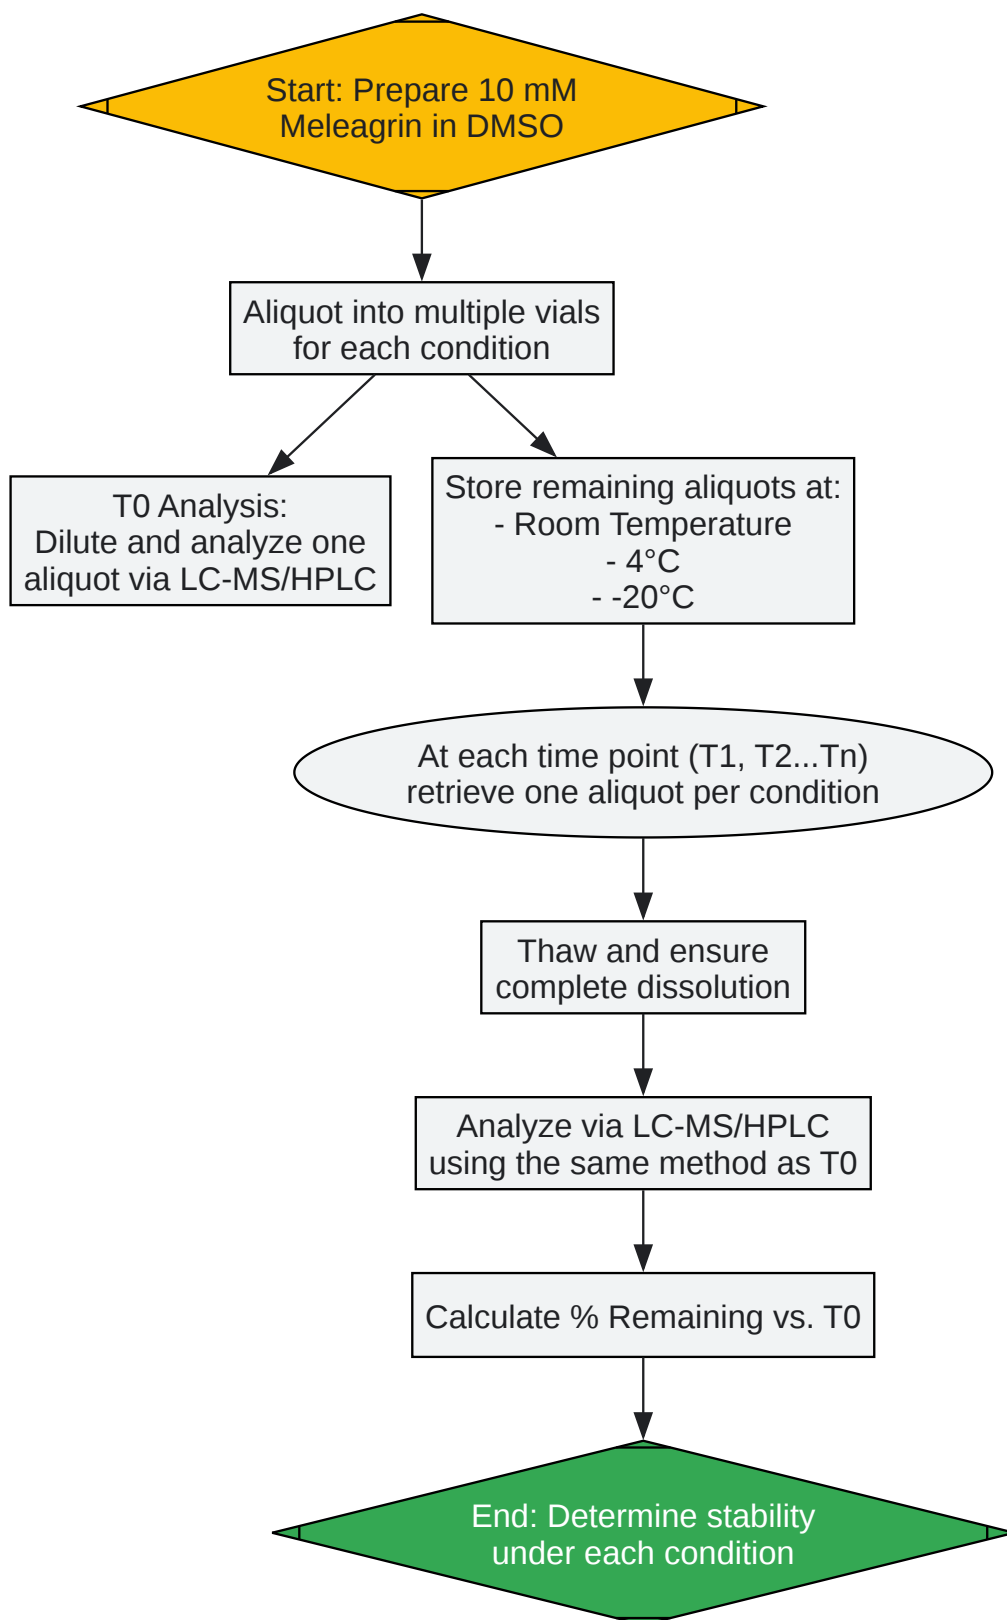 Start: Prepare 10 mM
Meleagrin in DMSO
Aliquot into multiple vials
for each condition
T0 Analysis:
Dilute and analyze one
aliquot via LC-MS/HPLC
Store remaining aliquots at:
- Room Temperature
- 4°C
- -20°C
At each time point (T1, T2...Tn)
retrieve one aliquot per condition
Thaw and ensure
complete dissolution
Analyze via LC-MS/HPLC
using the same method as T0
Calculate % Remaining vs. T0
End: Determine stability
under each condition